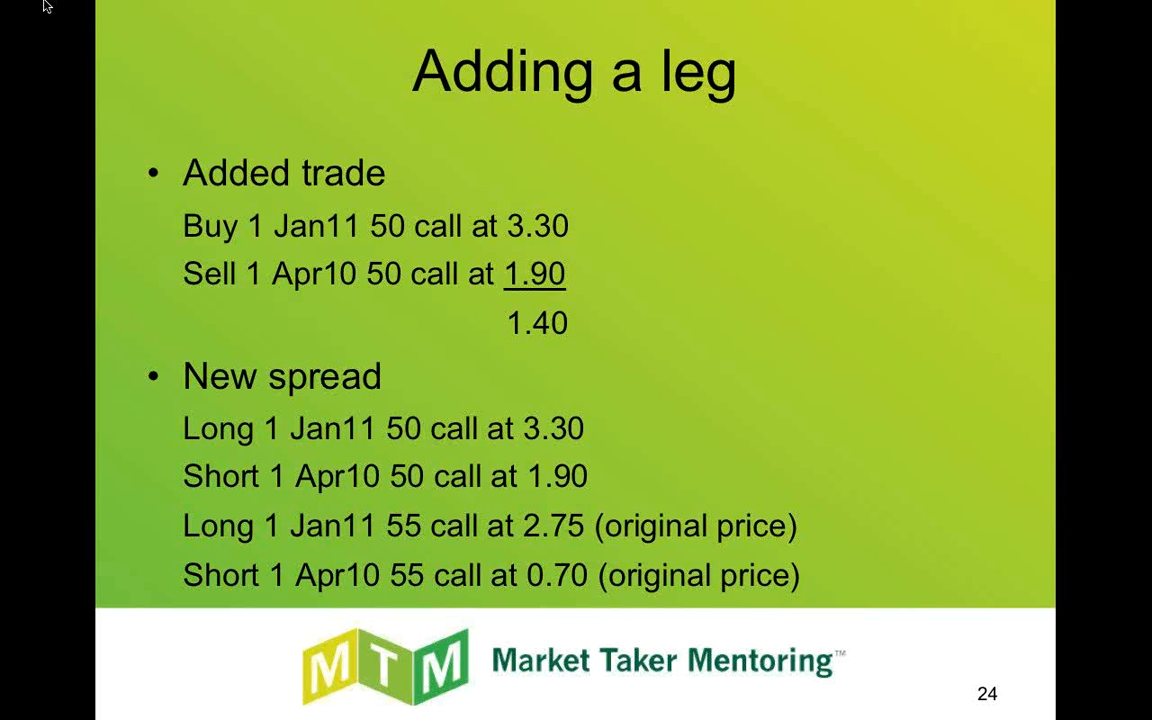 Adding a leg
• Added trade
Buy 1 Jan11 50 call at 3.30
Sell 1 Apr10 50 call at 1.90
1.40
• New spread
Long 1 Jan11 50 call at 3.30
Short 1 Apr10 50 call at 1.90
Long 1 Jan11 55 call at 2.75 (original price)
Short 1 Apr10 55 call at 0.70 (original price)
MTM Market Taker Mentoring™
24